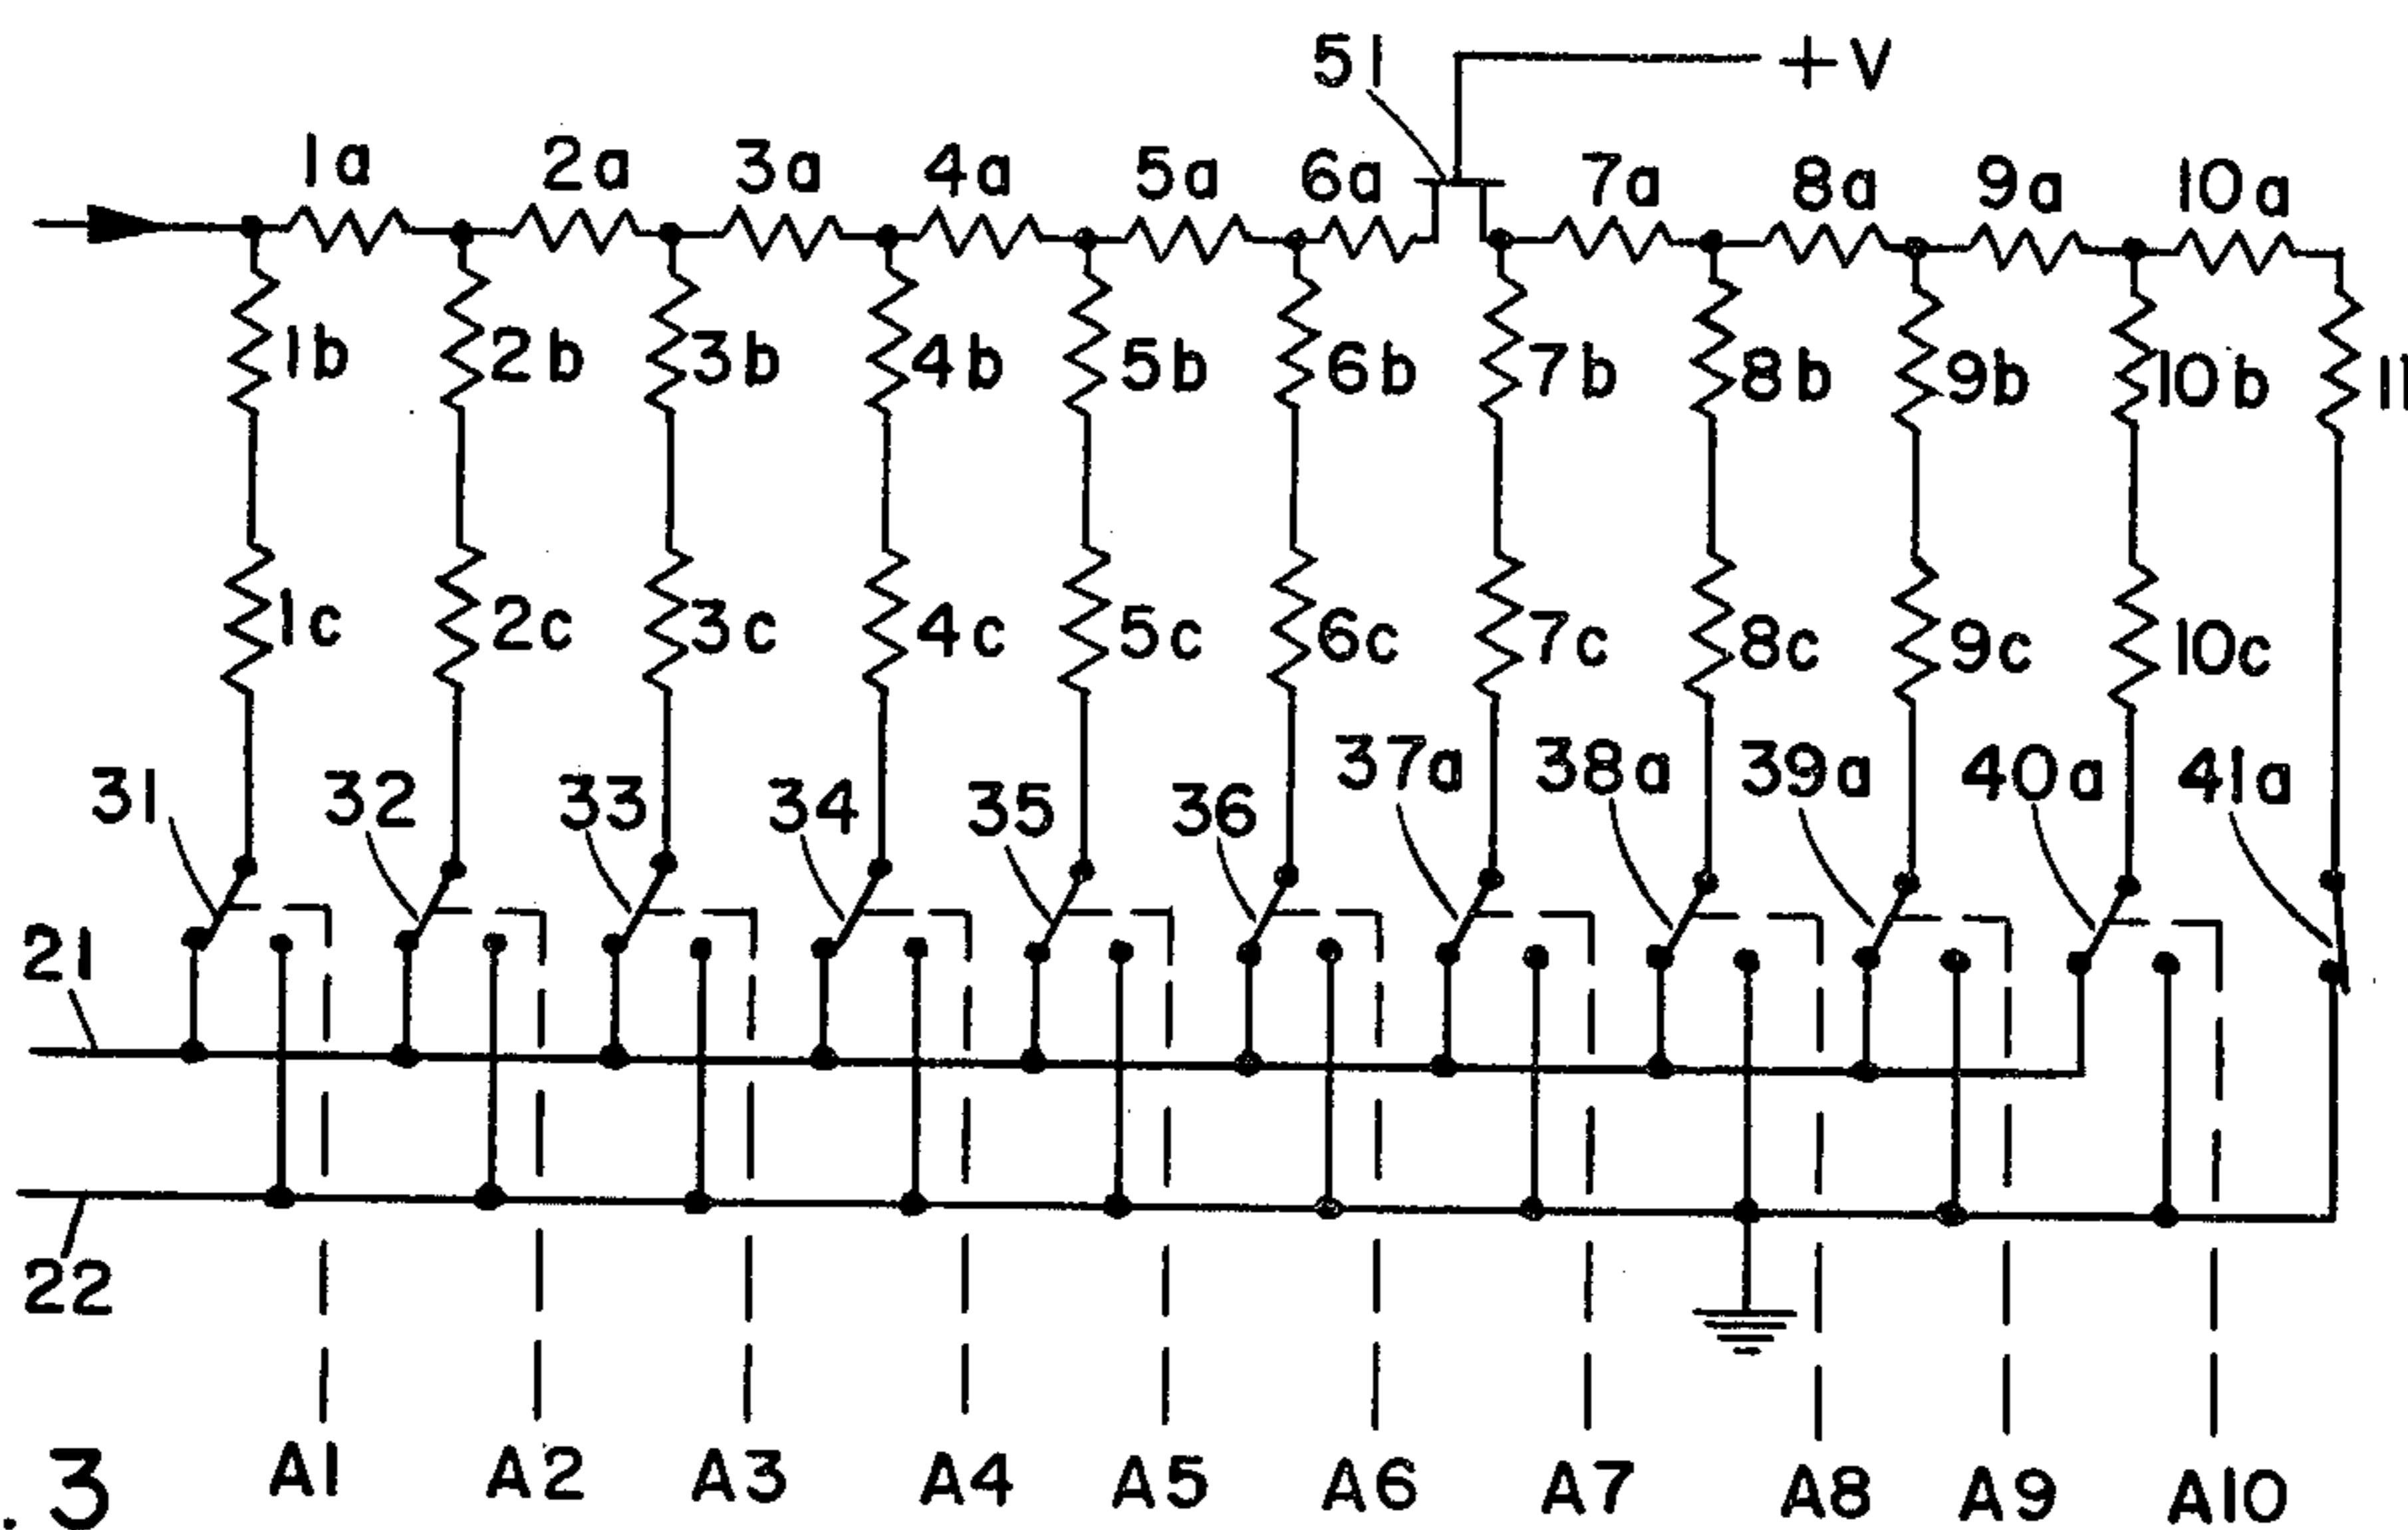 51 +V
1a 2a 3a 4a 5a 6a 7a 8a 9a 10a
1b 2b 3b 4b 5b 6b 7b 8b 9b 10b 11
1c 2c 3c 4c 5c 6c 7c 8c 9c 10c
31 32 33 34 35 36 37a 38a 39a 40a 41a
21
22
. 3 A1 A2 A3 A4 A5 A6 A7 A8 A9 A10